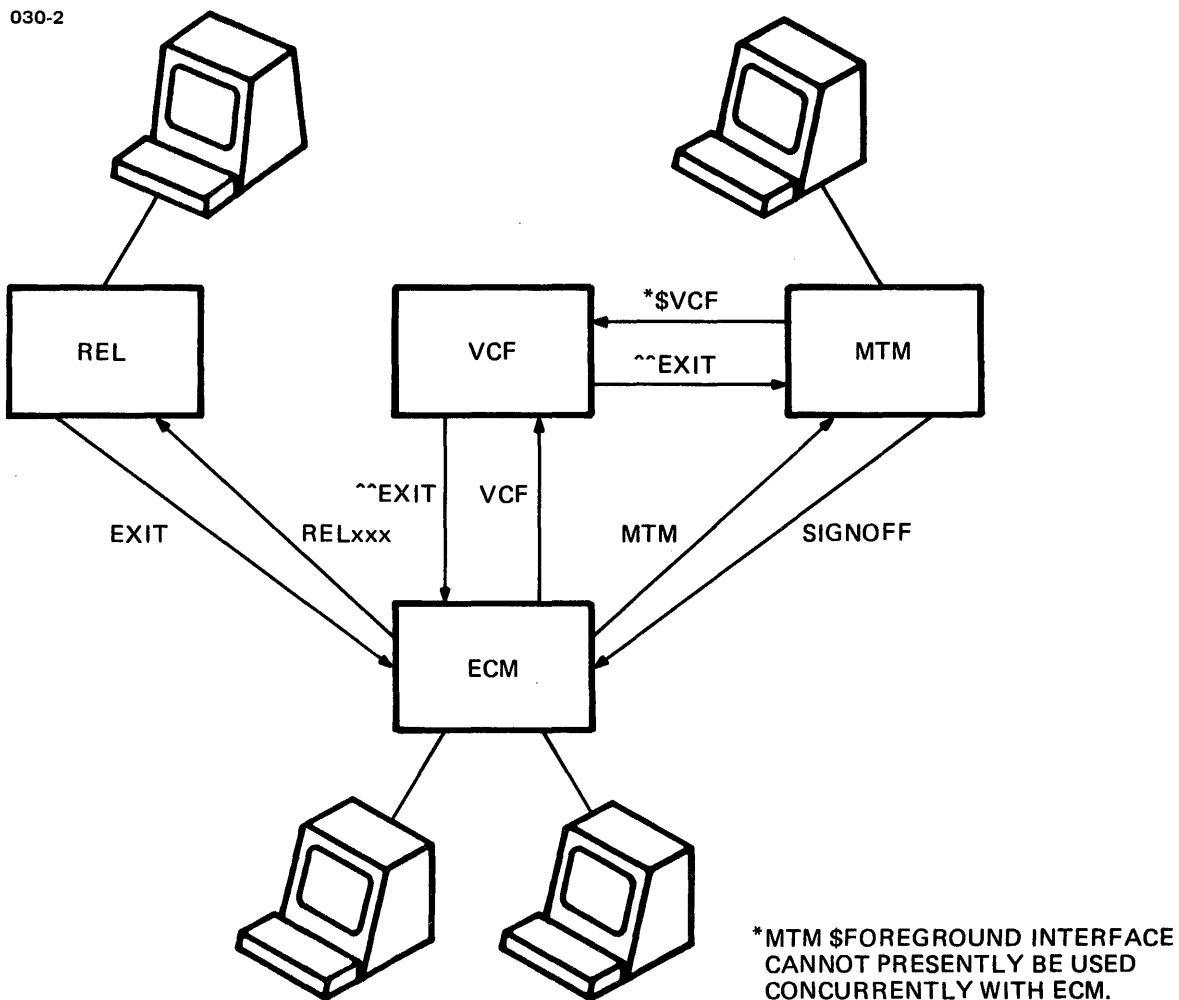 030-2
*$VCF
REL
VCF
MTM
^^EXIT
^^EXIT
VCF
EXIT
RELxxx
MTM
SIGNOFF
ECM
*MTM $FOREGROUND INTERFACE
CANNOT PRESENTLY BE USED
CONCURRENTLY WITH ECM.